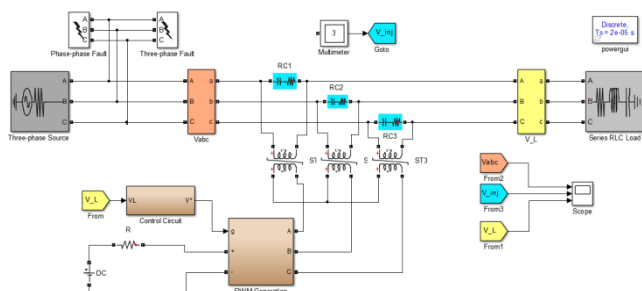 A
B
C
A
B
C
Phase-phase Fault
Three-phase Fault
3
Multimeter
V_inj
Goto
Discrete,
Ts = 2e-05 s
powergui
RC1
RC2
RC3
A
B
C
Three-phase Source
A
B
C
a
b
c
Vabc
A
B
C
a
b
c
V_L
A
B
C
Series RLC Load
S1
S
ST3
Vabc
From2
V_inj
From3
V_L
From1
Scope
V_L
From
VL
V*
Control Circuit
R
DC
g
+
-
A
B
C